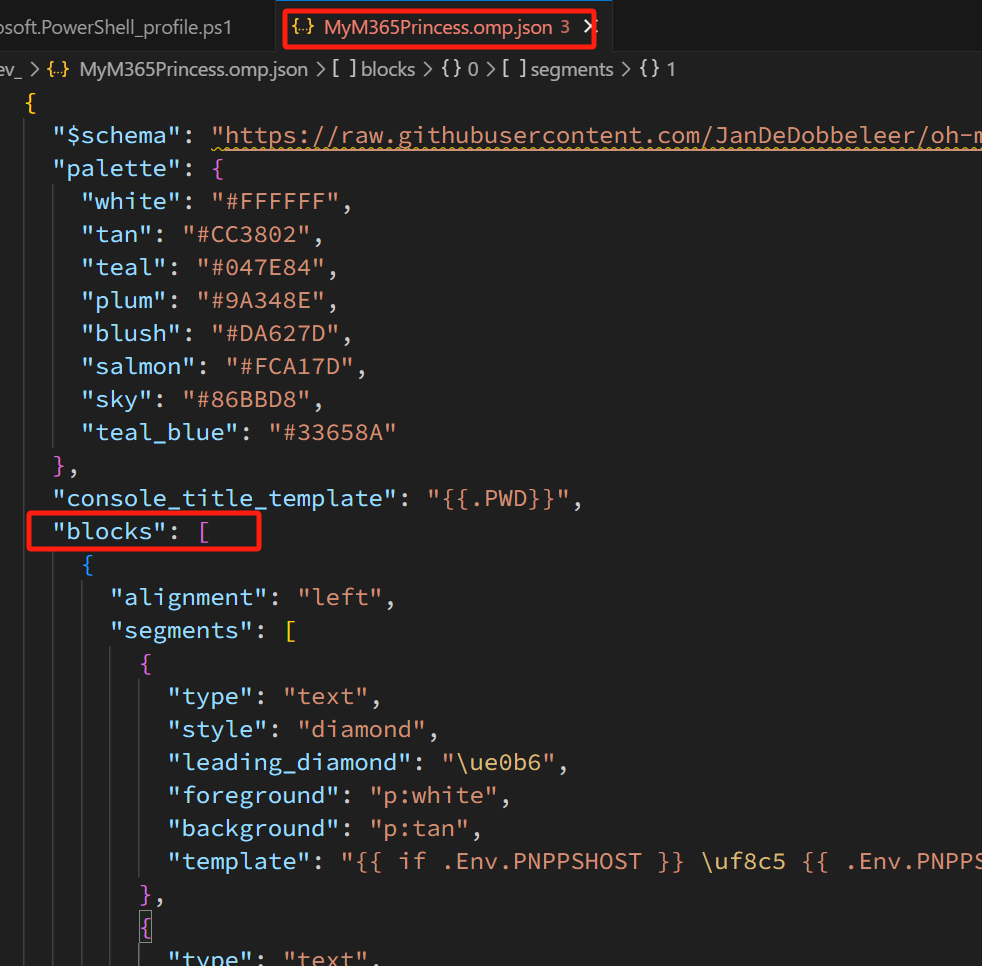 osoft.PowerShell_profile.ps1 {..} MyM365Princess.omp.json 3 ×
ev_ > {..} MyM365Princess.omp.json > [ ] blocks > {} 0 > [ ] segments > {} 1
{
"$schema": "https://raw.githubusercontent.com/JanDeDobbeleer/oh-m
"palette": {
"white": "#FFFFFF",
"tan": "#CC3802",
"teal": "#047E84",
"plum": "#9A348E",
"blush": "#DA627D",
"salmon": "#FCA17D",
"sky": "#86BBD8",
"teal_blue": "#33658A"
},
"console_title_template": "{{.PWD}}",
"blocks": [
{
"alignment": "left",
"segments": [
{
"type": "text",
"style": "diamond",
"leading_diamond": "\ue0b6",
"foreground": "p:white",
"background": "p:tan",
"template": "{{ if .Env.PNPPSHOST }} \uf8c5 {{ .Env.PNPPS
},
{
"type": "text",